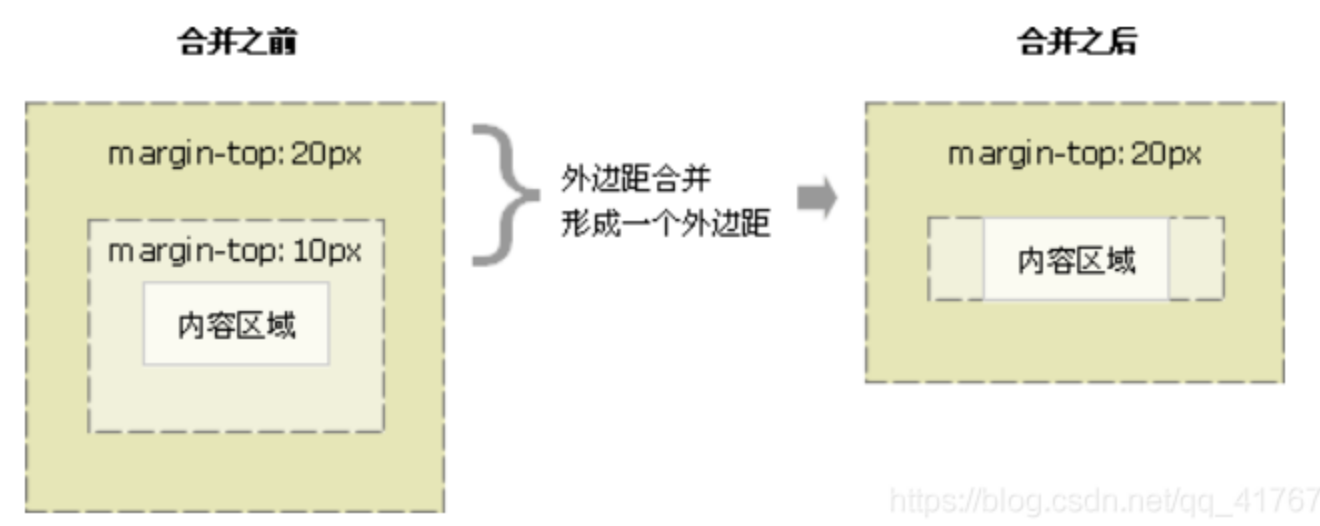 合并之前
合并之后
margin-top: 20px
margin-top: 10px
内容区域
外边距合并
形成一个外边距
margin-top: 20px
内容区域
https://blog.csdn.net/qq_41767